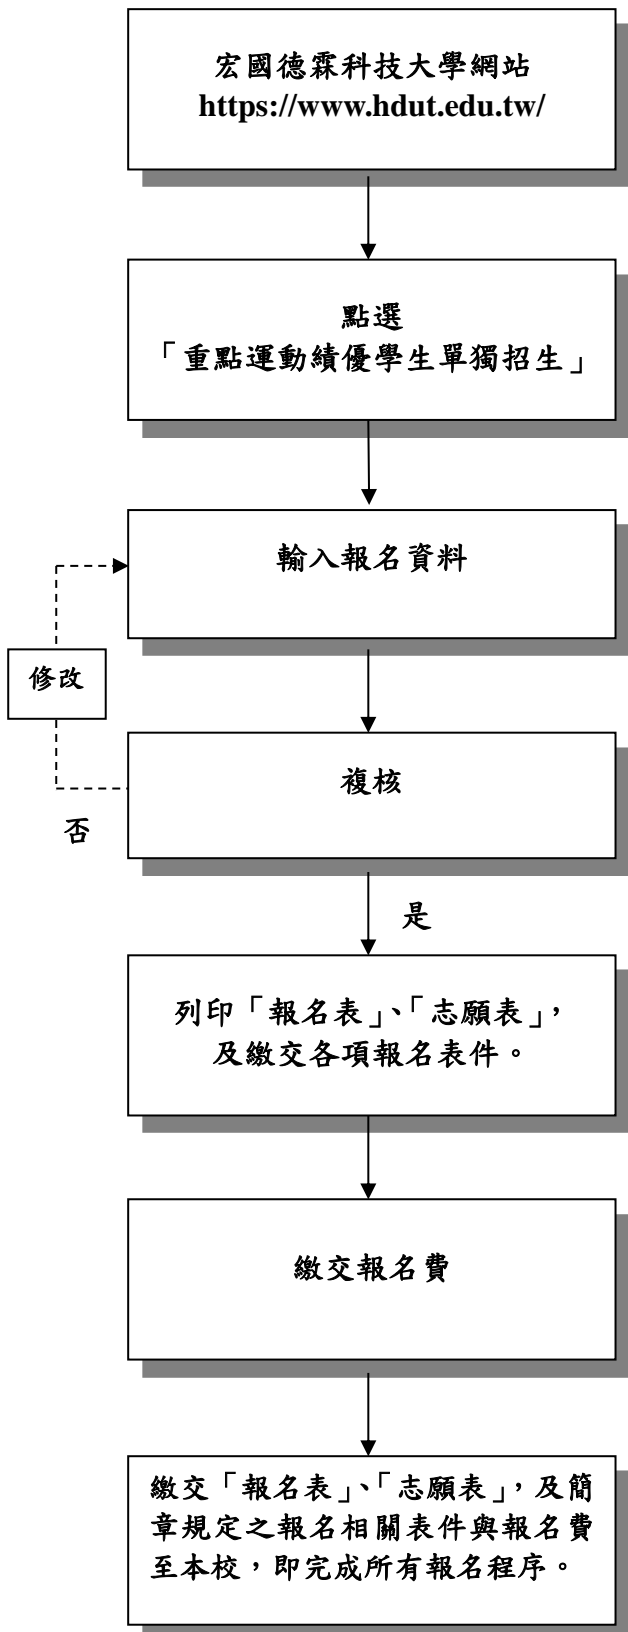 宏國德霖科技大學網站
https://www.hdut.edu.tw/
點選
「重點運動績優學生單獨招生」
輸入報名資料
修改
複核
否
是
列印「報名表」、「志願表」,
及繳交各項報名表件。
繳交報名費
繳交「報名表」、「志願表」,及簡
章規定之報名相關表件與報名費
至本校,即完成所有報名程序。